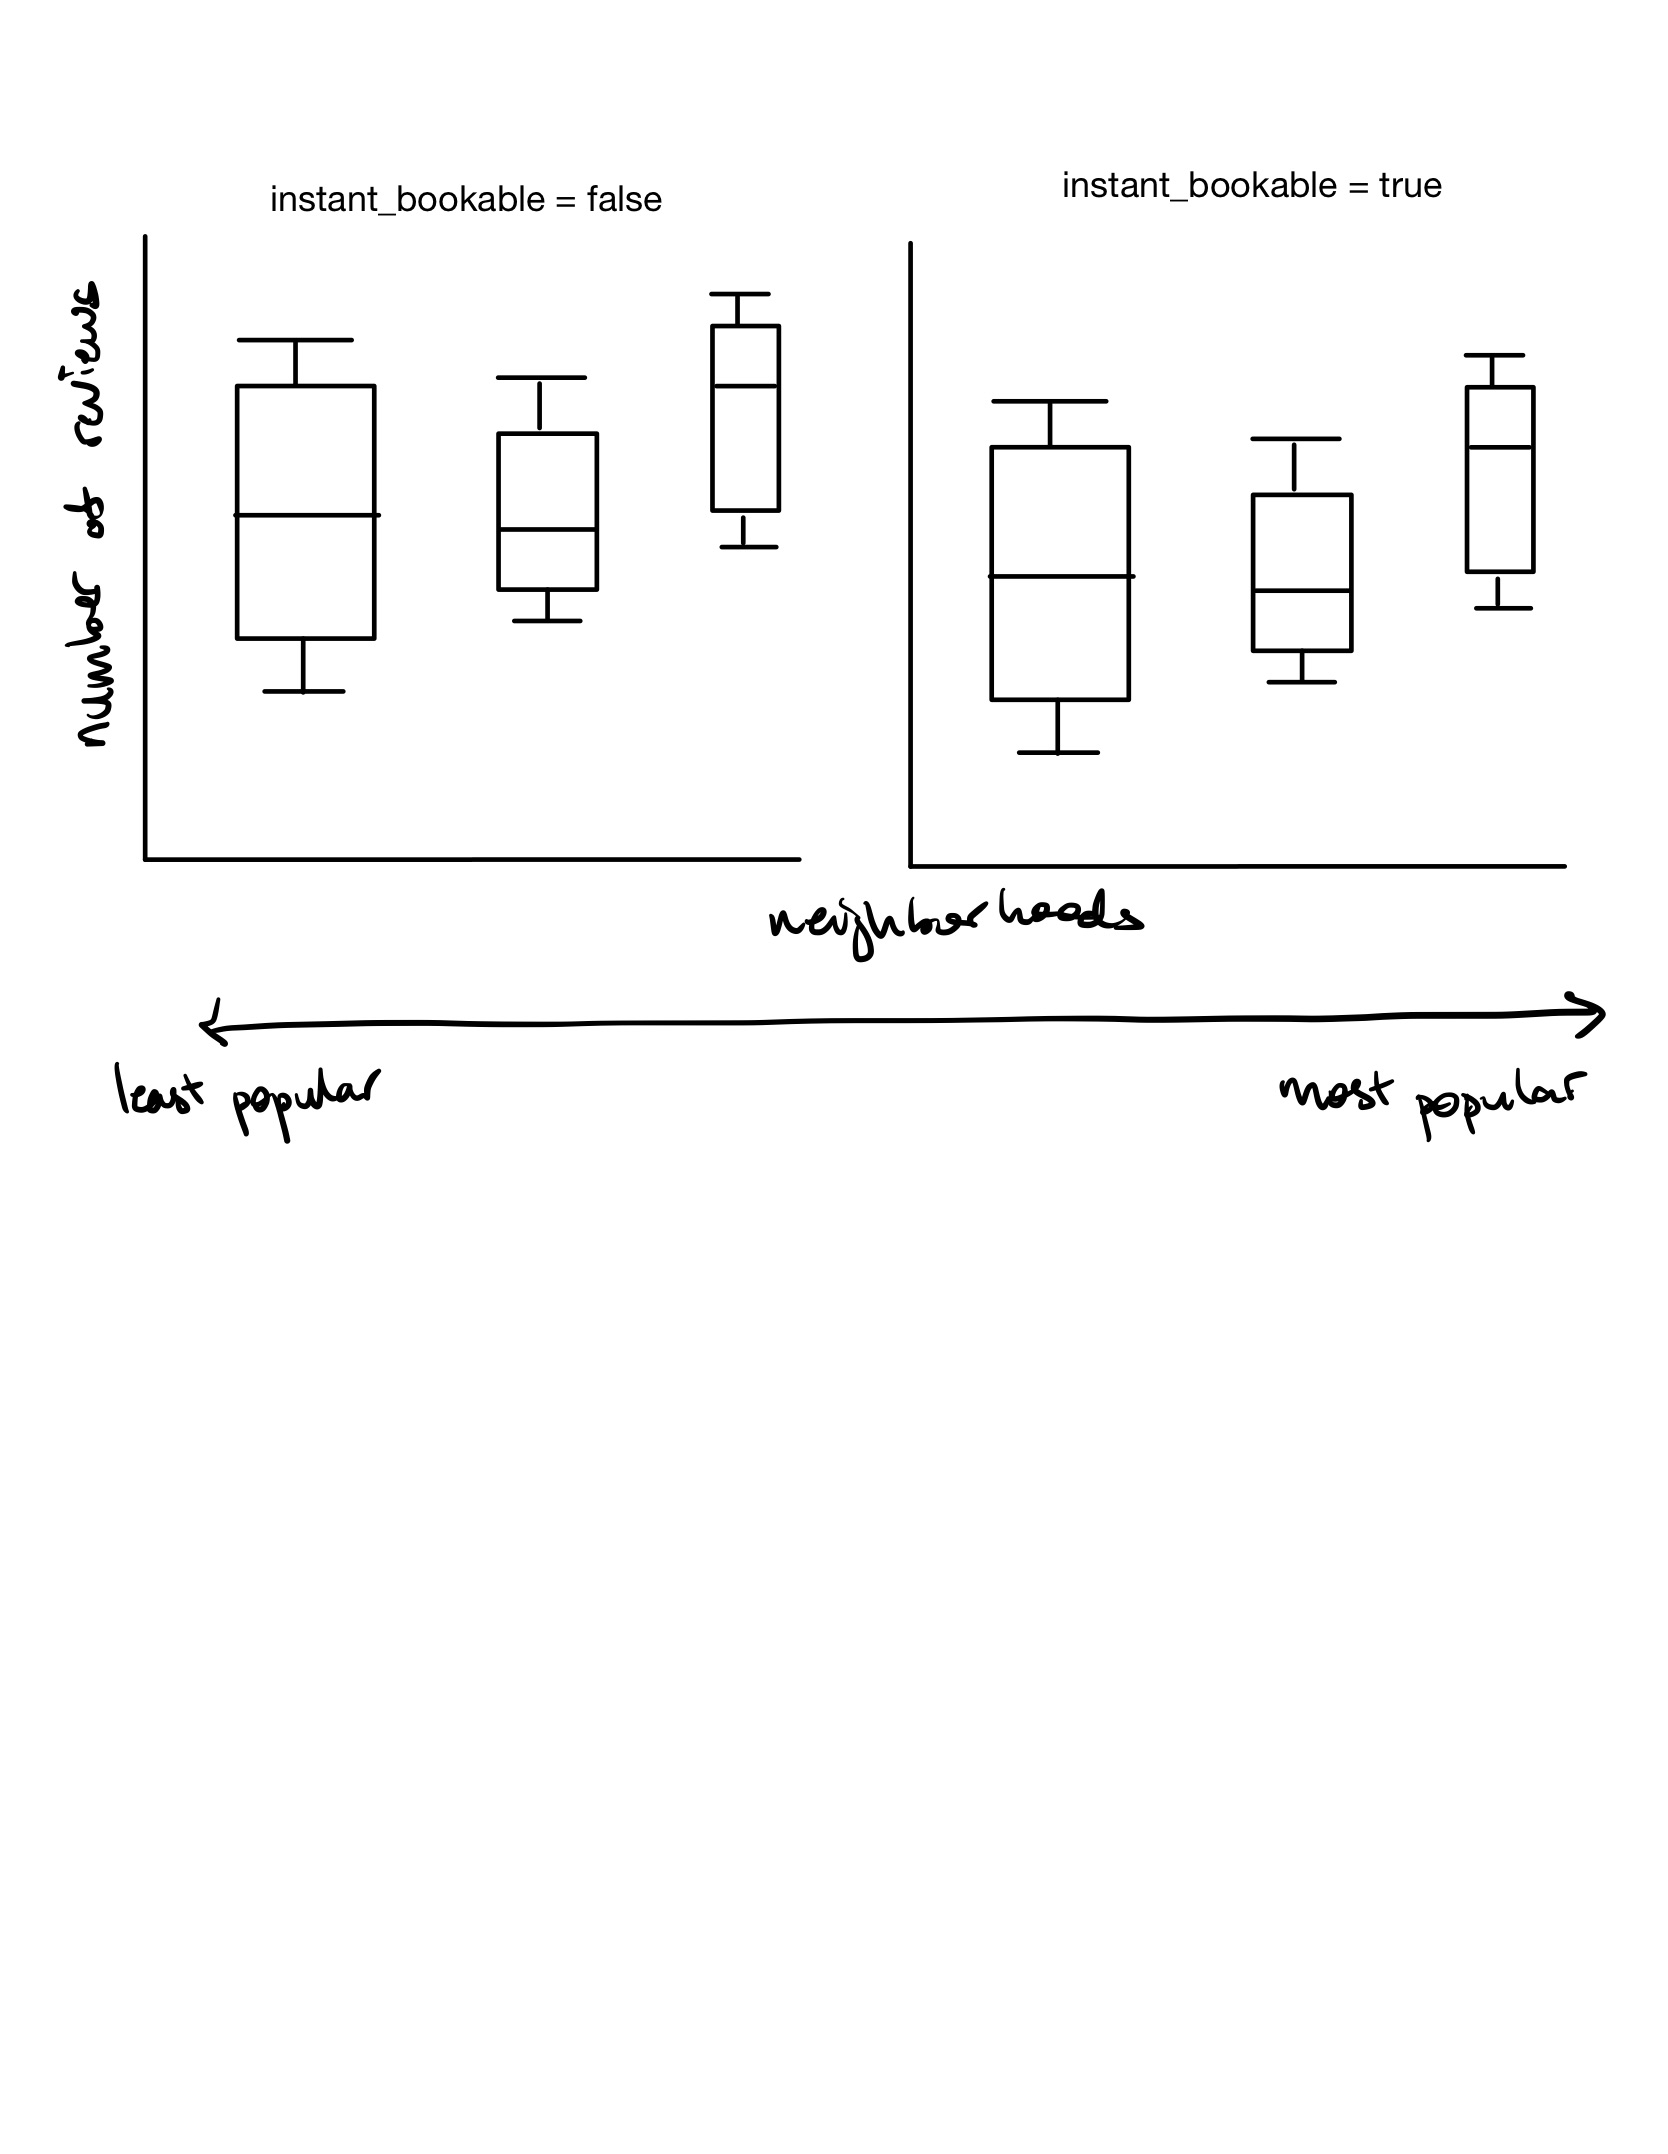 instant_bookable = false
instant_bookable = true
number of reviews
neighborhoods
least popular
most popular